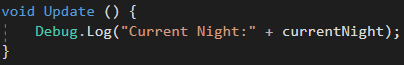 void Update () {
    Debug.Log("Current Night:" + currentNight);
}